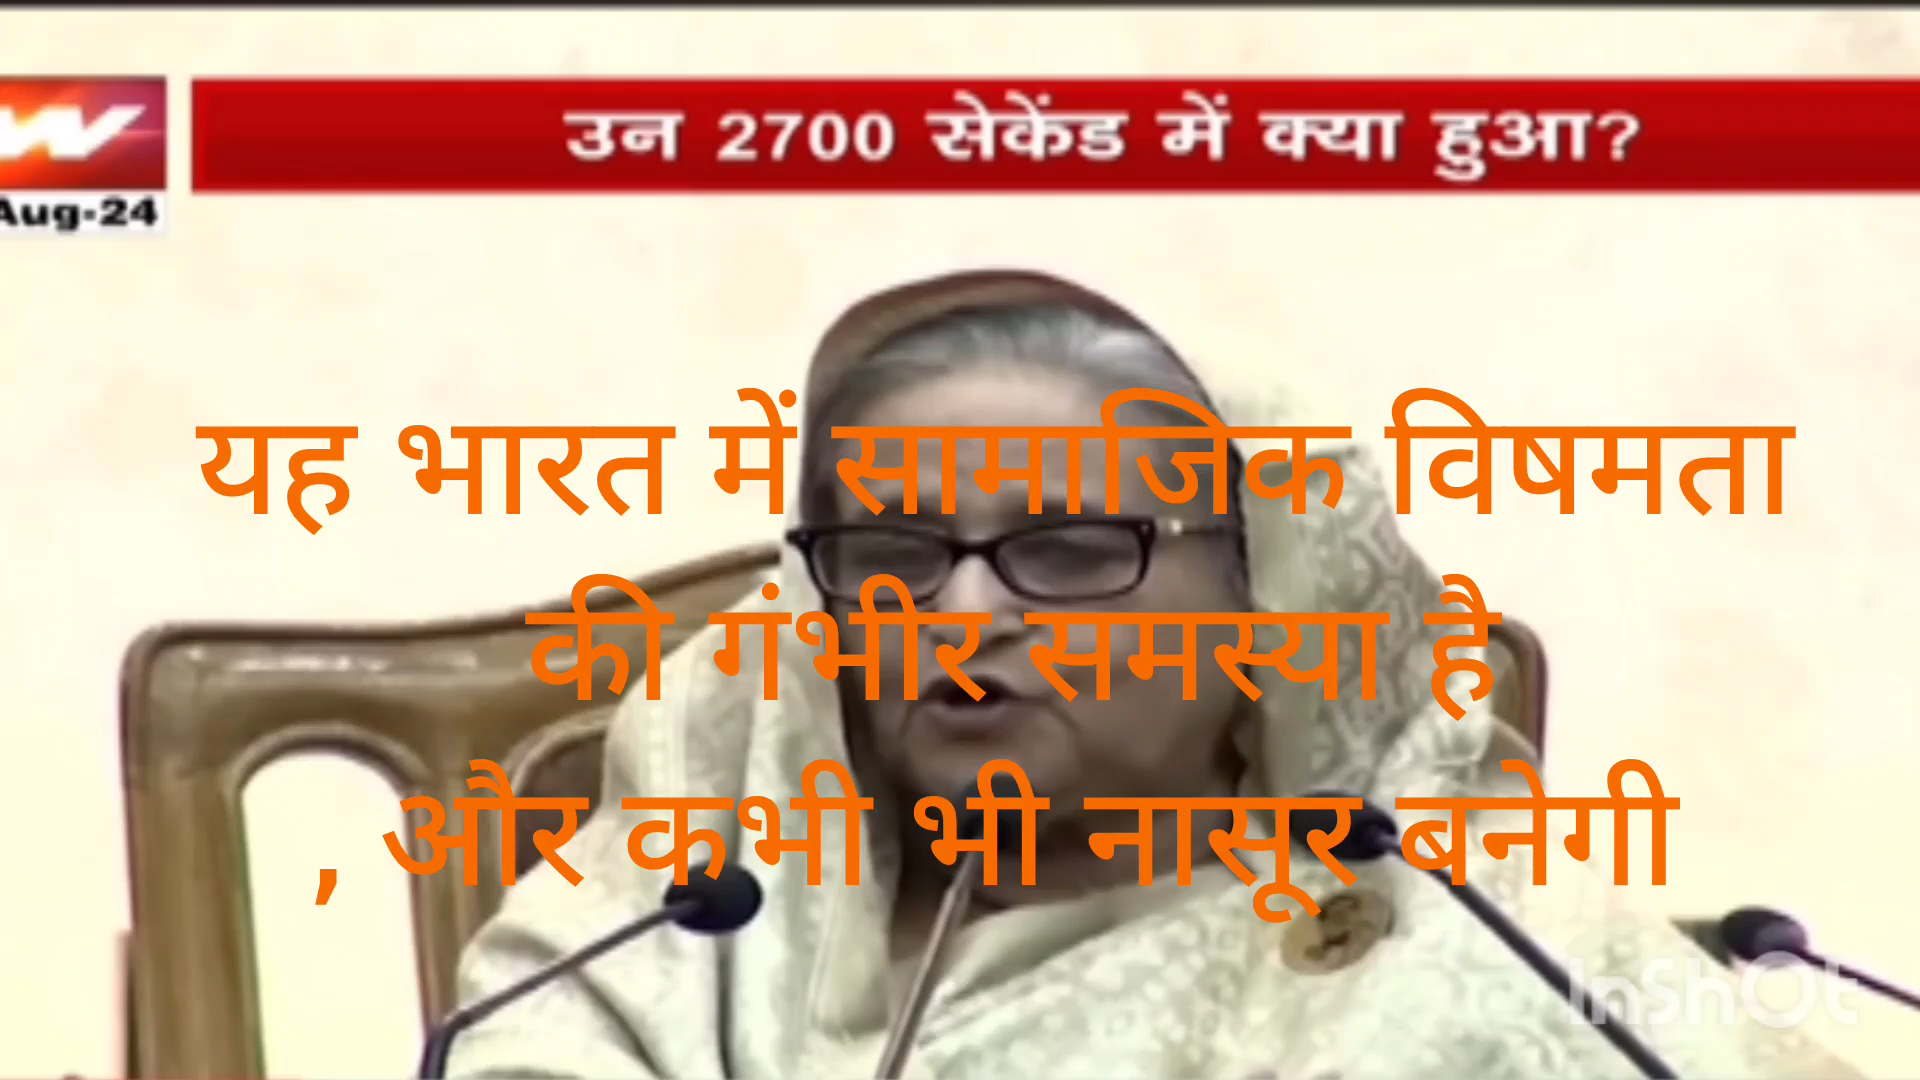 उन 2700 सेकेंड में क्या हुआ?
W
Aug-24
यह भारत में सामाजिक विषमता
की गंभीर समस्या है
, और कभी भी नासूर बनेगी
InShOt